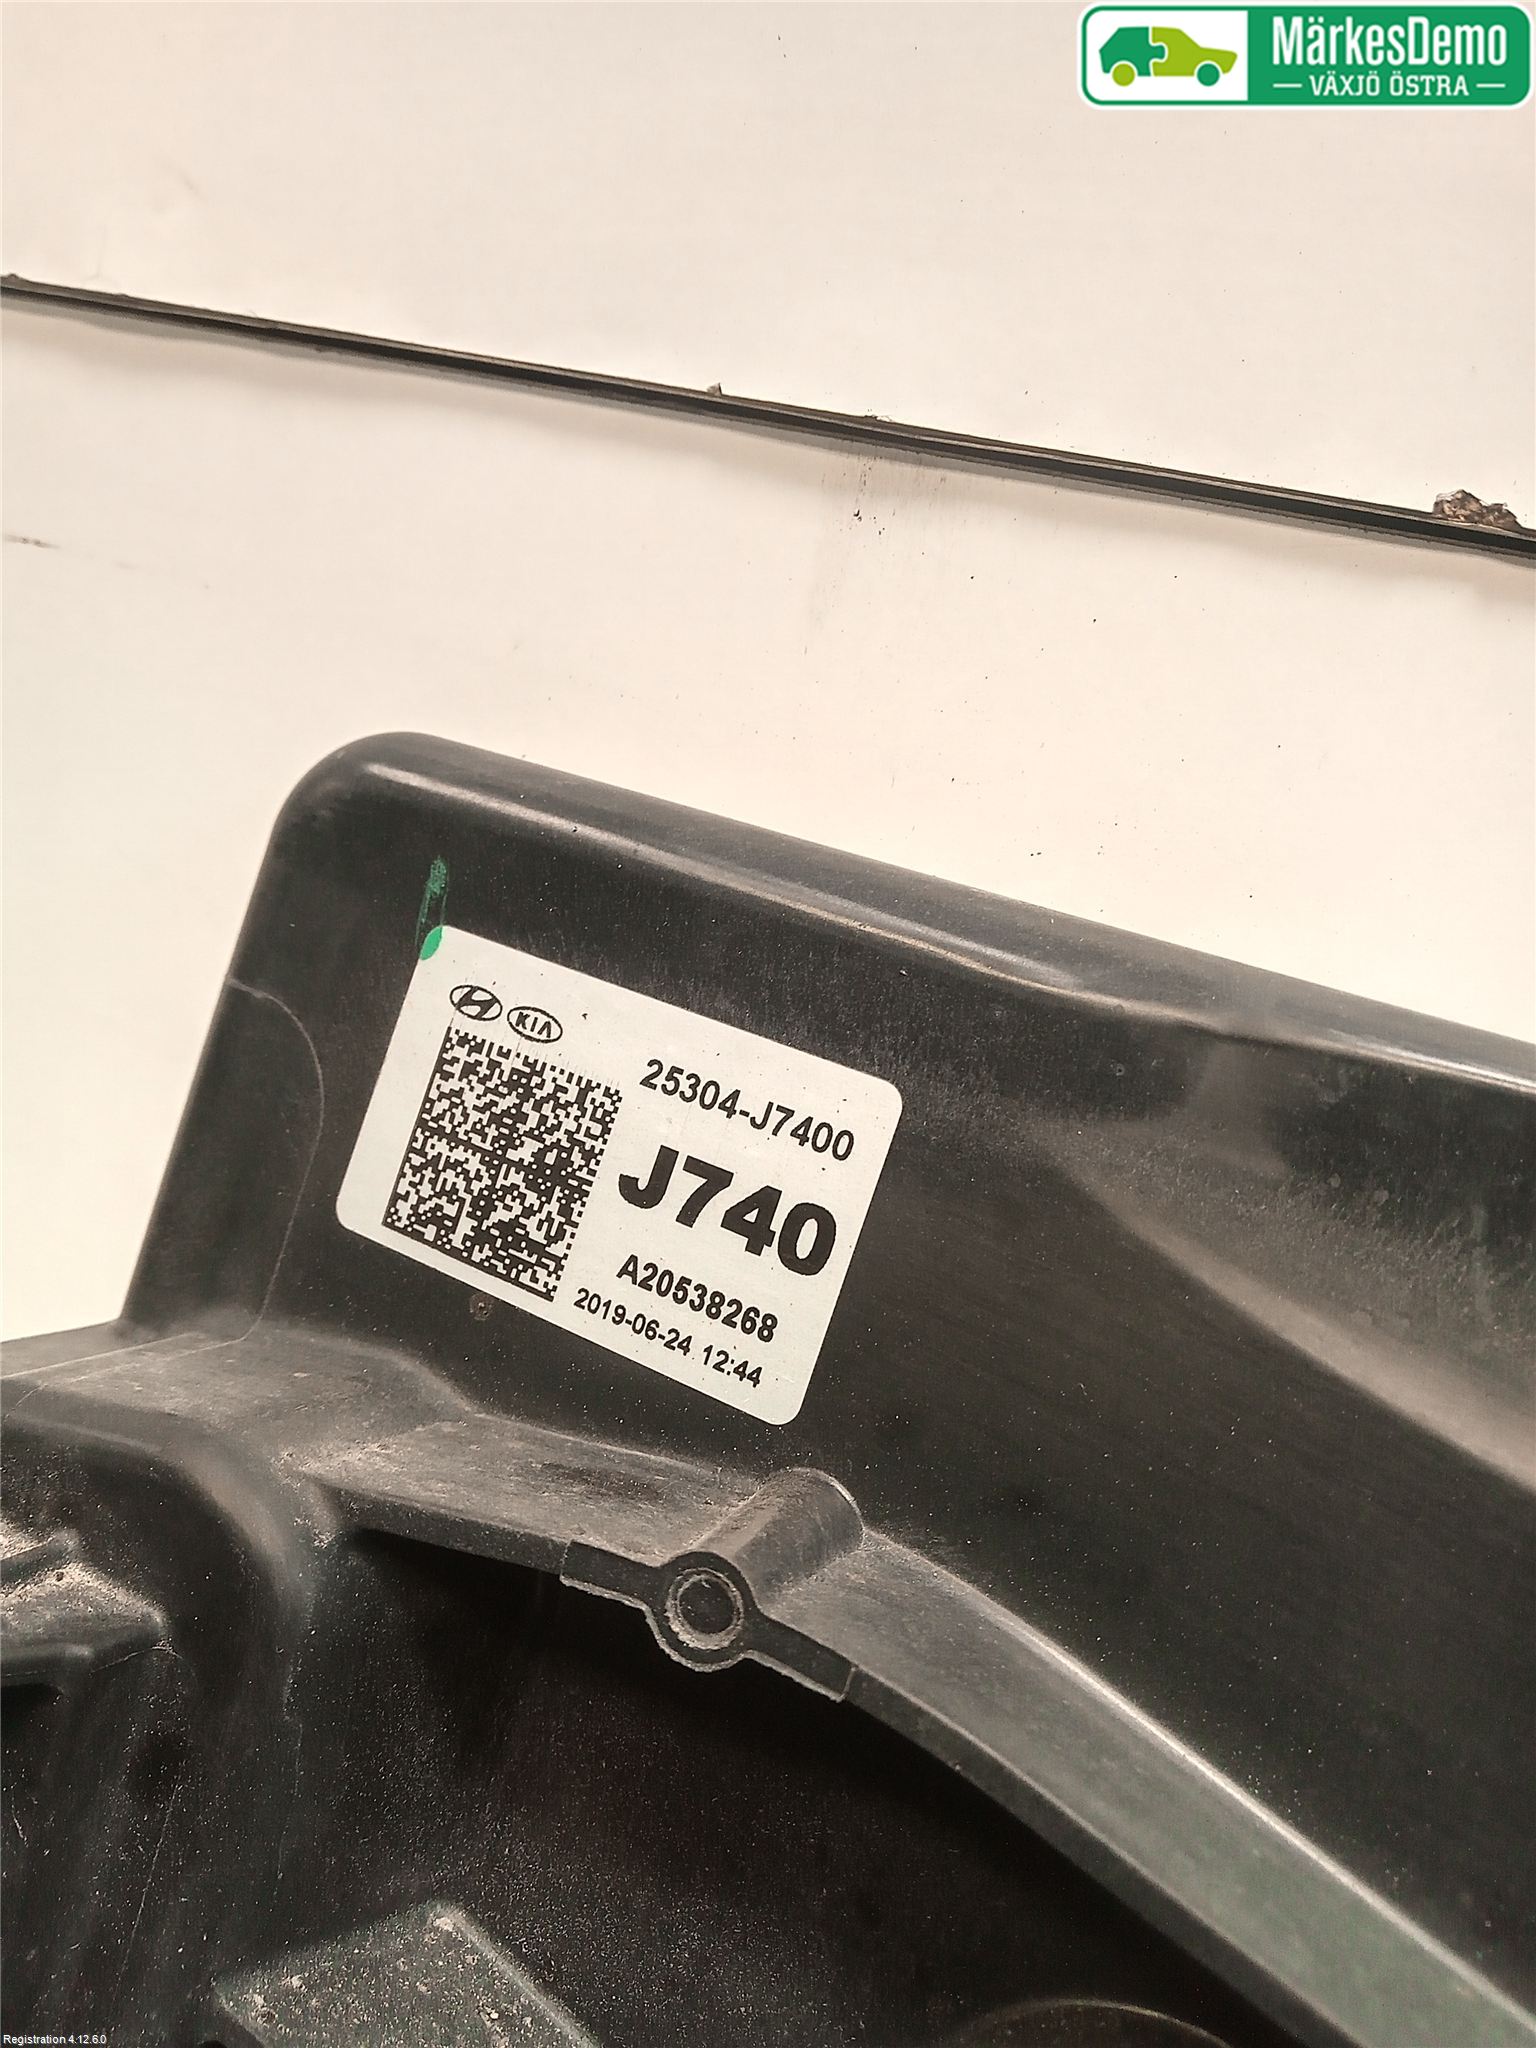 MärkesDemo
VÄXJÖ ÖSTRA
KIA
25304-J7400
J740
A20538268
2019-06-24 12:44
Registration 4.12.6.0